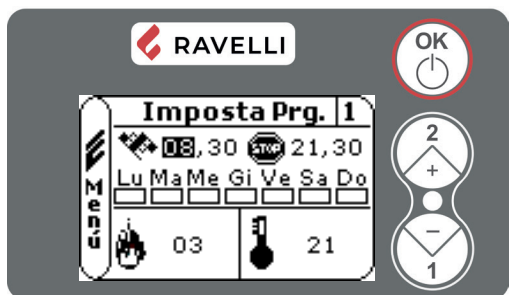 RAVELLI
OK
Imposta Prg. 1
08,30 STOP 21,30
Lu Ma Me Gi Ve Sa Do
Menú
03 21
2
+
−
1